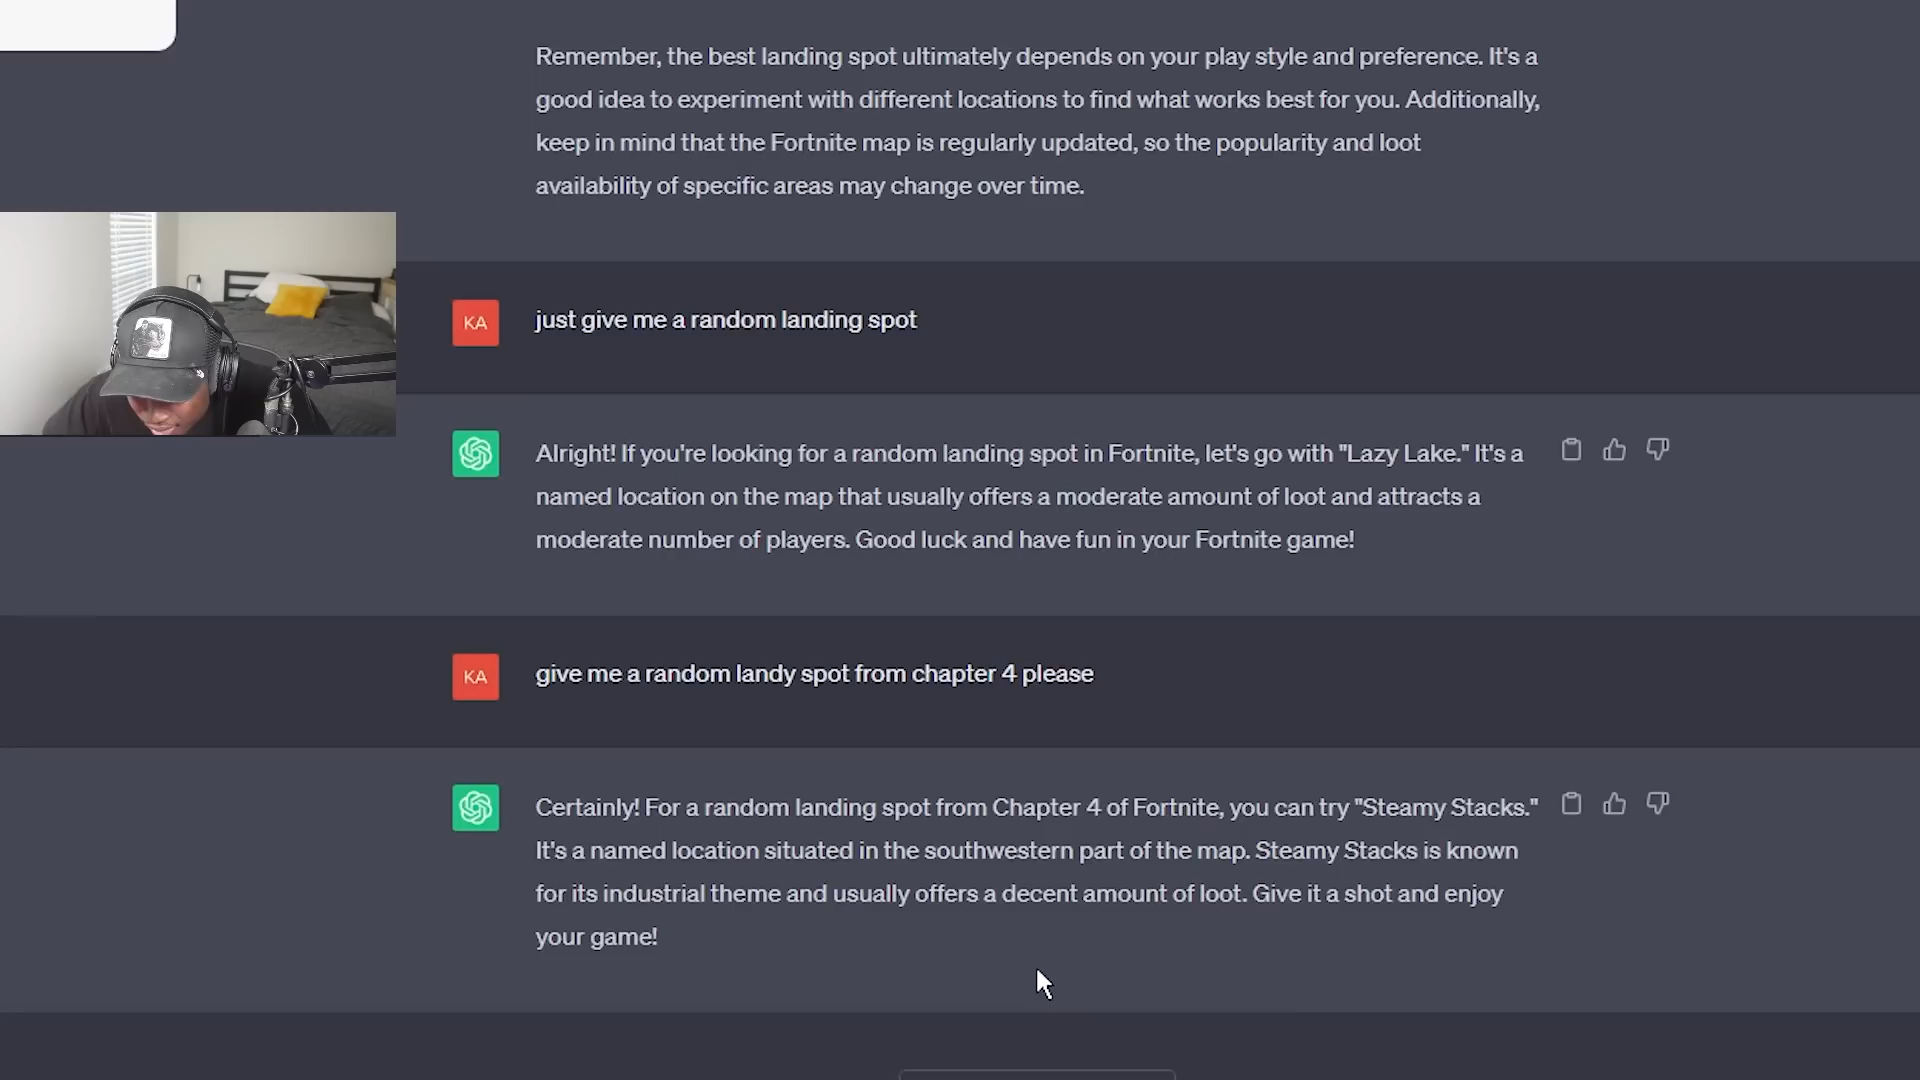 Remember, the best landing spot ultimately depends on your play style and preference. It's a
good idea to experiment with different locations to find what works best for you. Additionally,
keep in mind that the Fortnite map is regularly updated, so the popularity and loot
availability of specific areas may change over time.
KA
just give me a random landing spot
Alright! If you're looking for a random landing spot in Fortnite, let's go with "Lazy Lake." It's a
named location on the map that usually offers a moderate amount of loot and attracts a
moderate number of players. Good luck and have fun in your Fortnite game!
KA
give me a random landy spot from chapter 4 please
Certainly! For a random landing spot from Chapter 4 of Fortnite, you can try "Steamy Stacks."
It's a named location situated in the southwestern part of the map. Steamy Stacks is known
for its industrial theme and usually offers a decent amount of loot. Give it a shot and enjoy
your game!